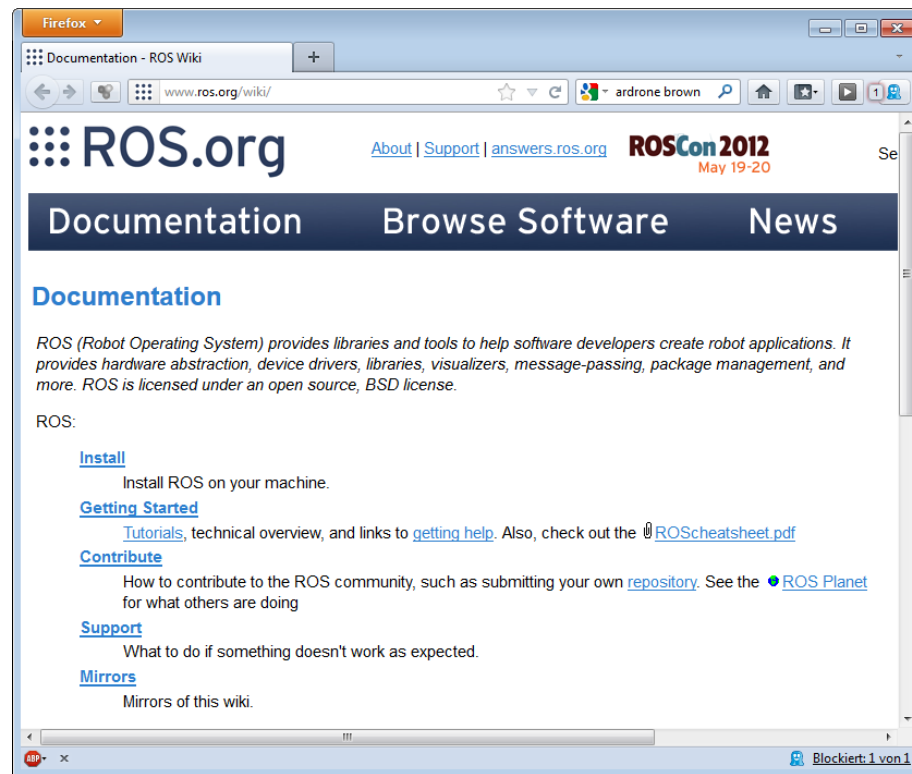 Firefox
Documentation - ROS Wiki
www.ros.org/wiki/
ardrone brown
1
ROS.org
About | Support | answers.ros.org
ROSCon 2012
May 19-20
Se
Documentation Browse Software News
Documentation
ROS (Robot Operating System) provides libraries and tools to help software developers create robot applications. It
provides hardware abstraction, device drivers, libraries, visualizers, message-passing, package management, and
more. ROS is licensed under an open source, BSD license.
ROS:
Install
Install ROS on your machine.
Getting Started
Tutorials, technical overview, and links to getting help. Also, check out the ROScheatsheet.pdf
Contribute
How to contribute to the ROS community, such as submitting your own repository. See the ROS Planet
for what others are doing
Support
What to do if something doesn't work as expected.
Mirrors
Mirrors of this wiki.
ABP
Blockiert: 1 von 1